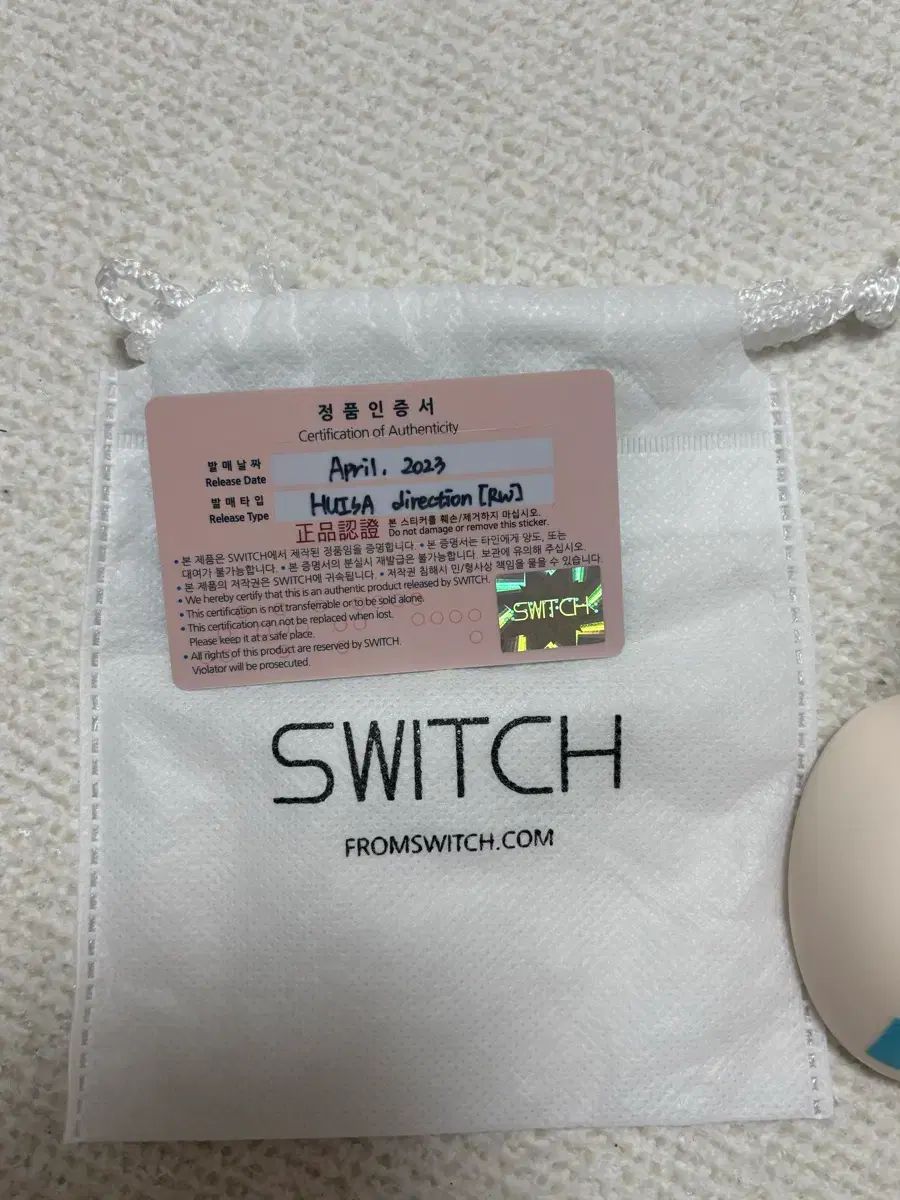 정품인증서
Certification of Authenticity
발매날짜
Release Date
April. 2023
발매타입
Release Type
HUISA direction [RW]
正品認證
본 스티커를 훼손/제거하지 마십시오.
Do not damage or remove this sticker.
• 본 제품은 SWITCH에서 제작된 정품임을 증명합니다. • 본 증명서는 타인에게 양도, 또는
대여가 불가능합니다. • 본 증명서의 분실시 재발급은 불가능합니다. 보관에 유의해 주십시오.
• 본 제품의 저작권은 SWITCH에 귀속됩니다. • 저작권 침해시 민/형사상 책임을 물을 수 있습니다.
• We hereby certify that this is an authentic product released by SWITCH.
• This certification is not transferrable or to be sold alone.
• This certification can not be replaced when lost.
Please keep it at a safe place.
• All rights of this product are reserved by SWITCH.
Violator will be prosecuted.
SWITCH
SWITCH
FROMSWITCH.COM